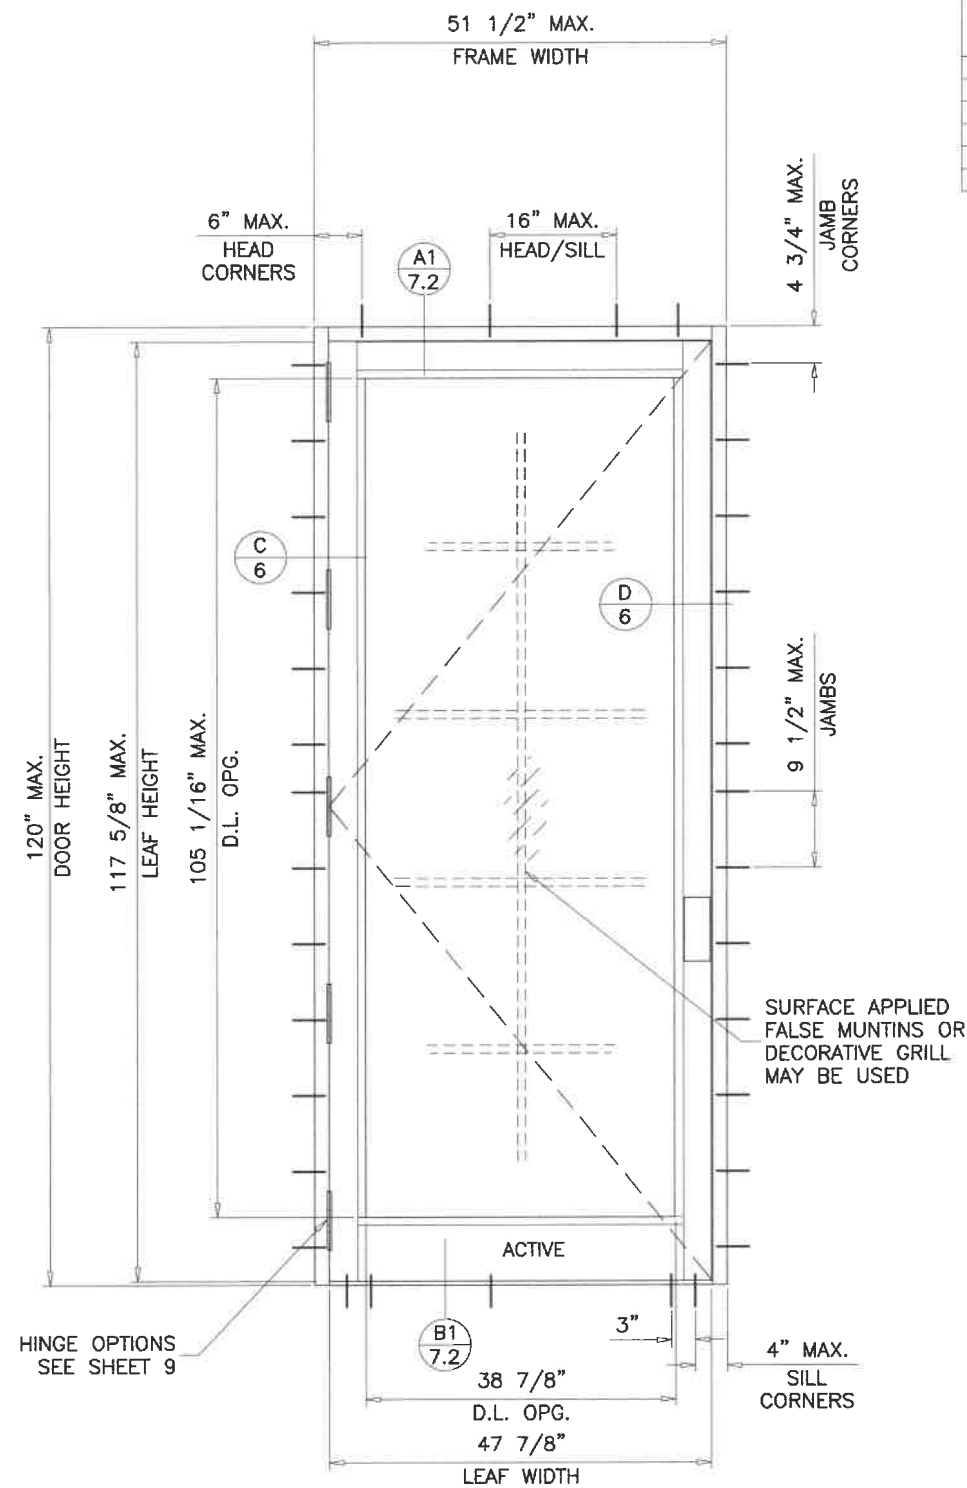 51 1/2" MAX.
FRAME WIDTH
6" MAX.
HEAD
CORNERS
A1
7.2
16" MAX.
HEAD/SILL
4 3/4" MAX.
JAMB
CORNERS
C
6
D
6
9 1/2" MAX.
JAMBS
120" MAX.
DOOR HEIGHT
117 5/8" MAX.
LEAF HEIGHT
105 1/16" MAX.
D.L. OPG.
SURFACE APPLIED
FALSE MUNTINS OR
DECORATIVE GRILL
MAY BE USED
ACTIVE
HINGE OPTIONS
SEE SHEET 9
B1
7.2
3"
4" MAX.
SILL
CORNERS
38 7/8"
D.L. OPG.
47 7/8"
LEAF WIDTH